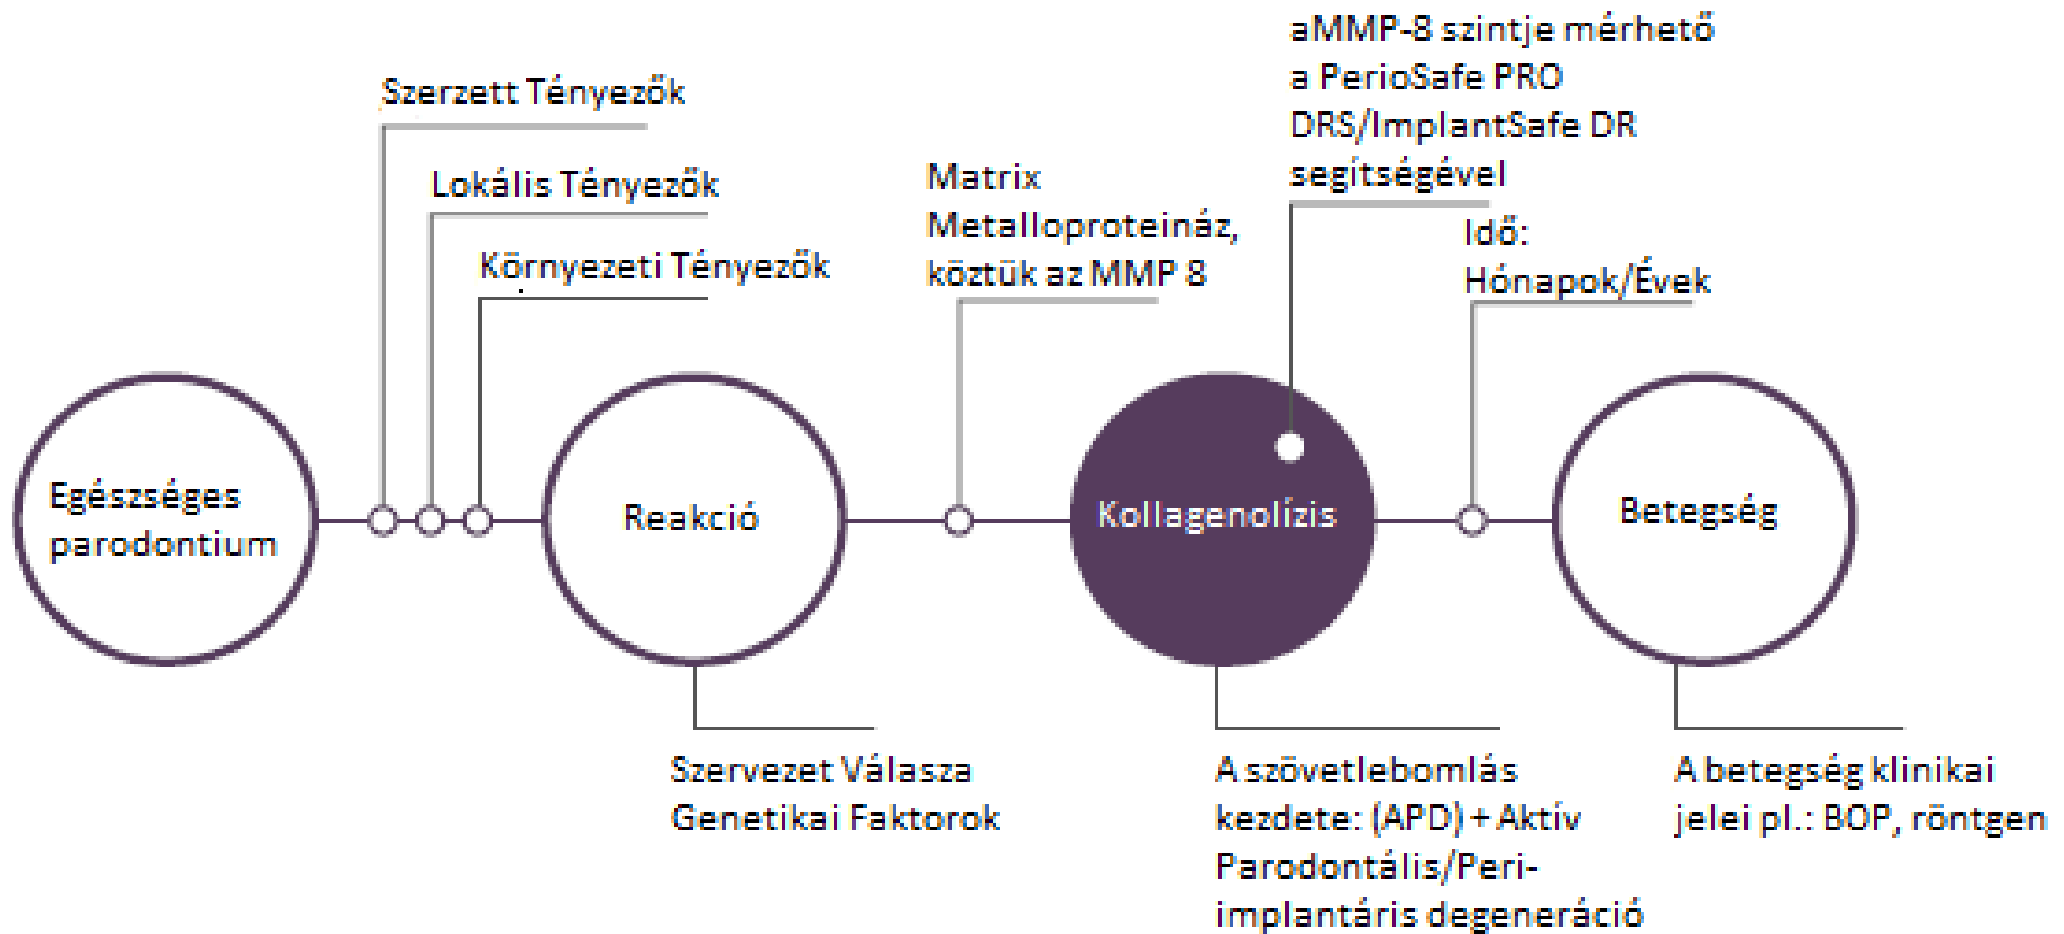 Szerzett Tényezők
Lokális Tényezők
Környezeti Tényezők
Matrix
Metalloproteináz,
köztük az MMP 8
aMMP-8 szintje mérhető
a PerioSafe PRO
DRS/ImplantSafe DR
segítségével
Idő:
Hónapok/Évek
Egészséges
parodontium
Reakció
Kollagenolízis
Betegség
Szervezet Válasza
Genetikai Faktorok
A szövetlebomlás
kezdete: (APD) + Aktív
Parodontális/Peri-
implantáris degeneráció
A betegség klinikai
jelei pl.: BOP, röntgen